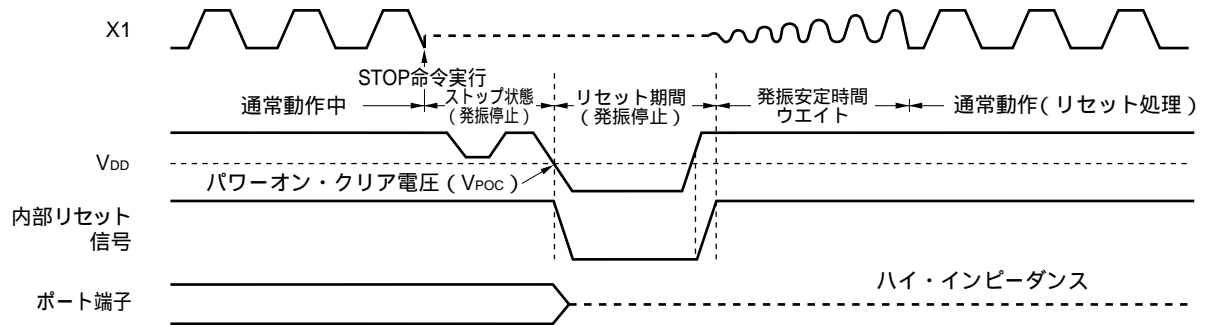 X1
STOP命令実行
通常動作中
ストップ状態
(発振停止)
リセット期間
(発振停止)
発振安定時間
ウエイト
通常動作(リセット処理)
VDD
パワーオン・クリア電圧(VPOC)
内部リセット
信号
ポート端子
ハイ・インピーダンス